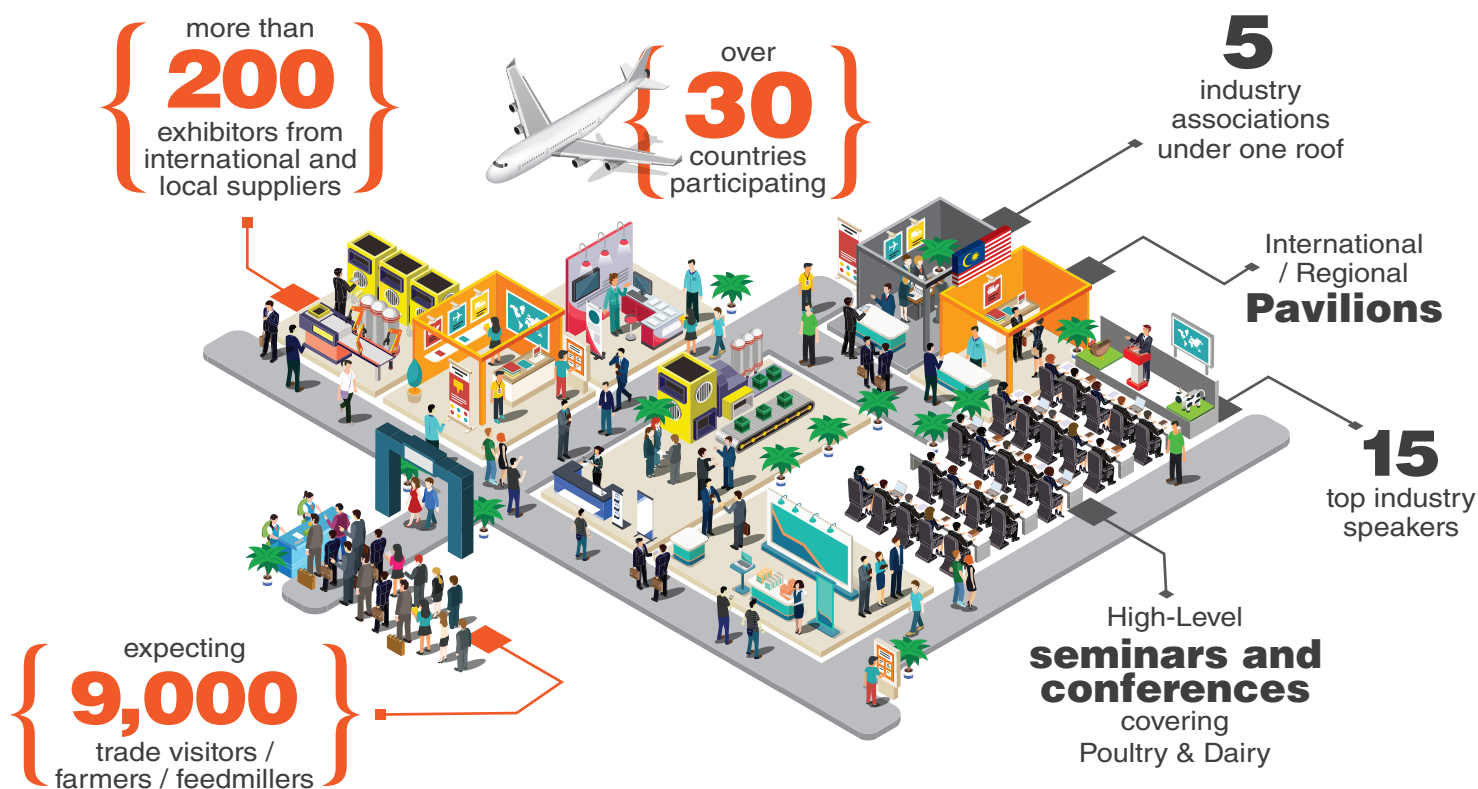 more than
200
exhibitors from
international and
local suppliers
over
30
countries
participating
5
industry
associations
under one roof
International
/ Regional
Pavilions
15
top industry
speakers
High-Level
seminars and
conferences
covering
Poultry & Dairy
expecting
9,000
trade visitors /
farmers / feedmillers